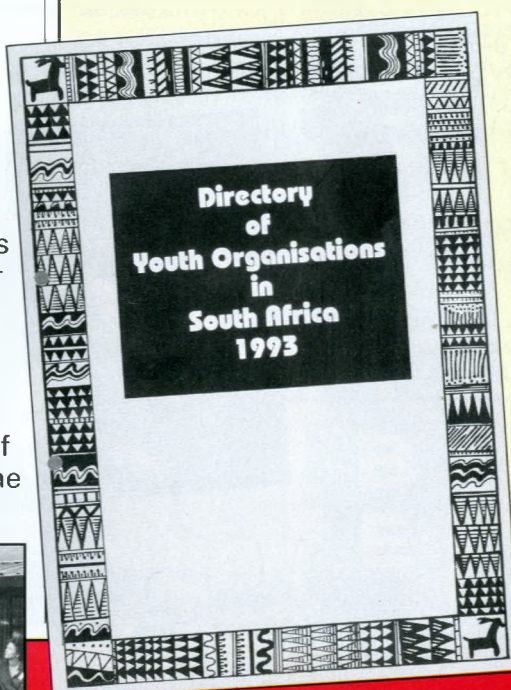 Directory
of
Youth Organisations
in
South Africa
1993
s
f